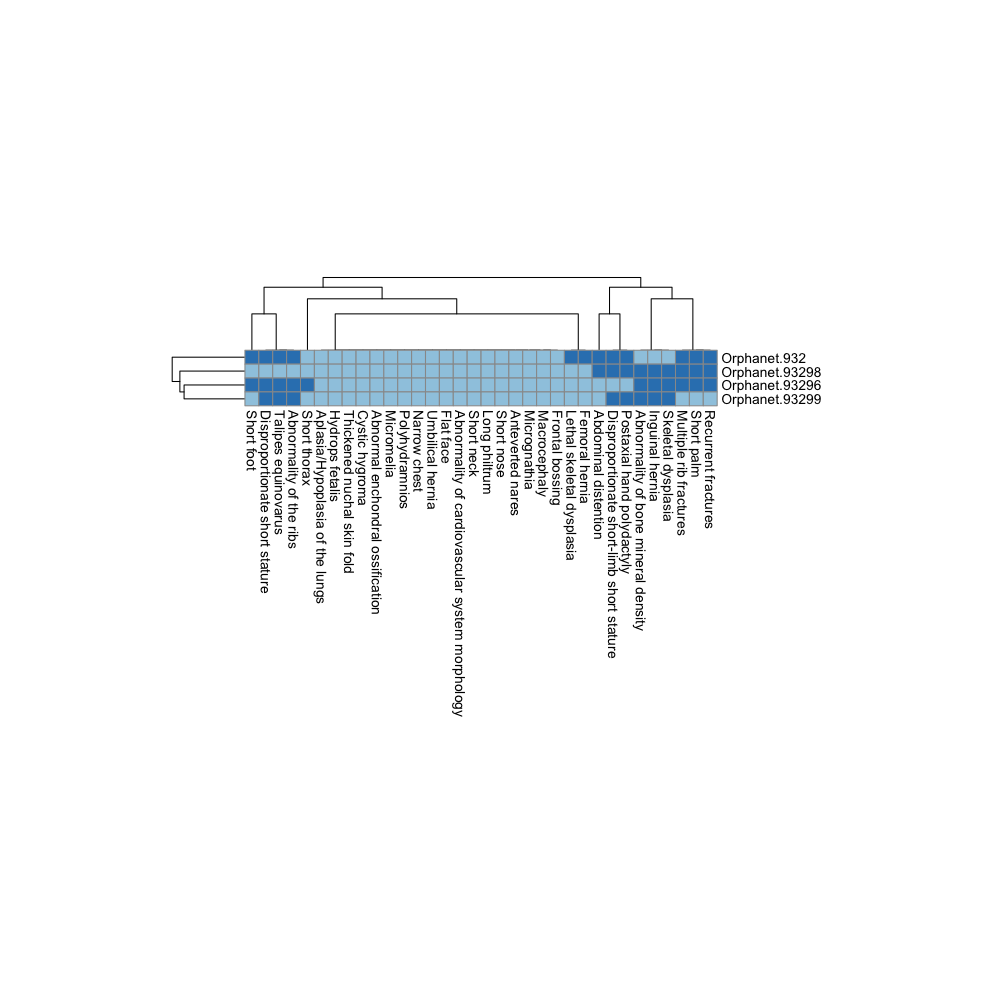 Orphanet.932
Orphanet.93298
Orphanet.93296
Orphanet.93299
Short foot
Disproportionate short stature
Talipes equinovarus
Abnormality of the ribs
Short thorax
Aplasia/Hypoplasia of the lungs
Hydrops fetalis
Thickened nuchal skin fold
Cystic hygroma
Abnormal enchondral ossification
Micromelia
Polyhydramnios
Narrow chest
Umbilical hernia
Flat face
Abnormality of cardiovascular system morphology
Short neck
Long philtrum
Short nose
Anteverted nares
Micrognathia
Macrocephaly
Frontal bossing
Lethal skeletal dysplasia
Femoral hernia
Abdominal distention
Disproportionate short-limb short stature
Postaxial hand polydactyly
Abnormality of bone mineral density
Inguinal hernia
Skeletal dysplasia
Multiple rib fractures
Short palm
Recurrent fractures